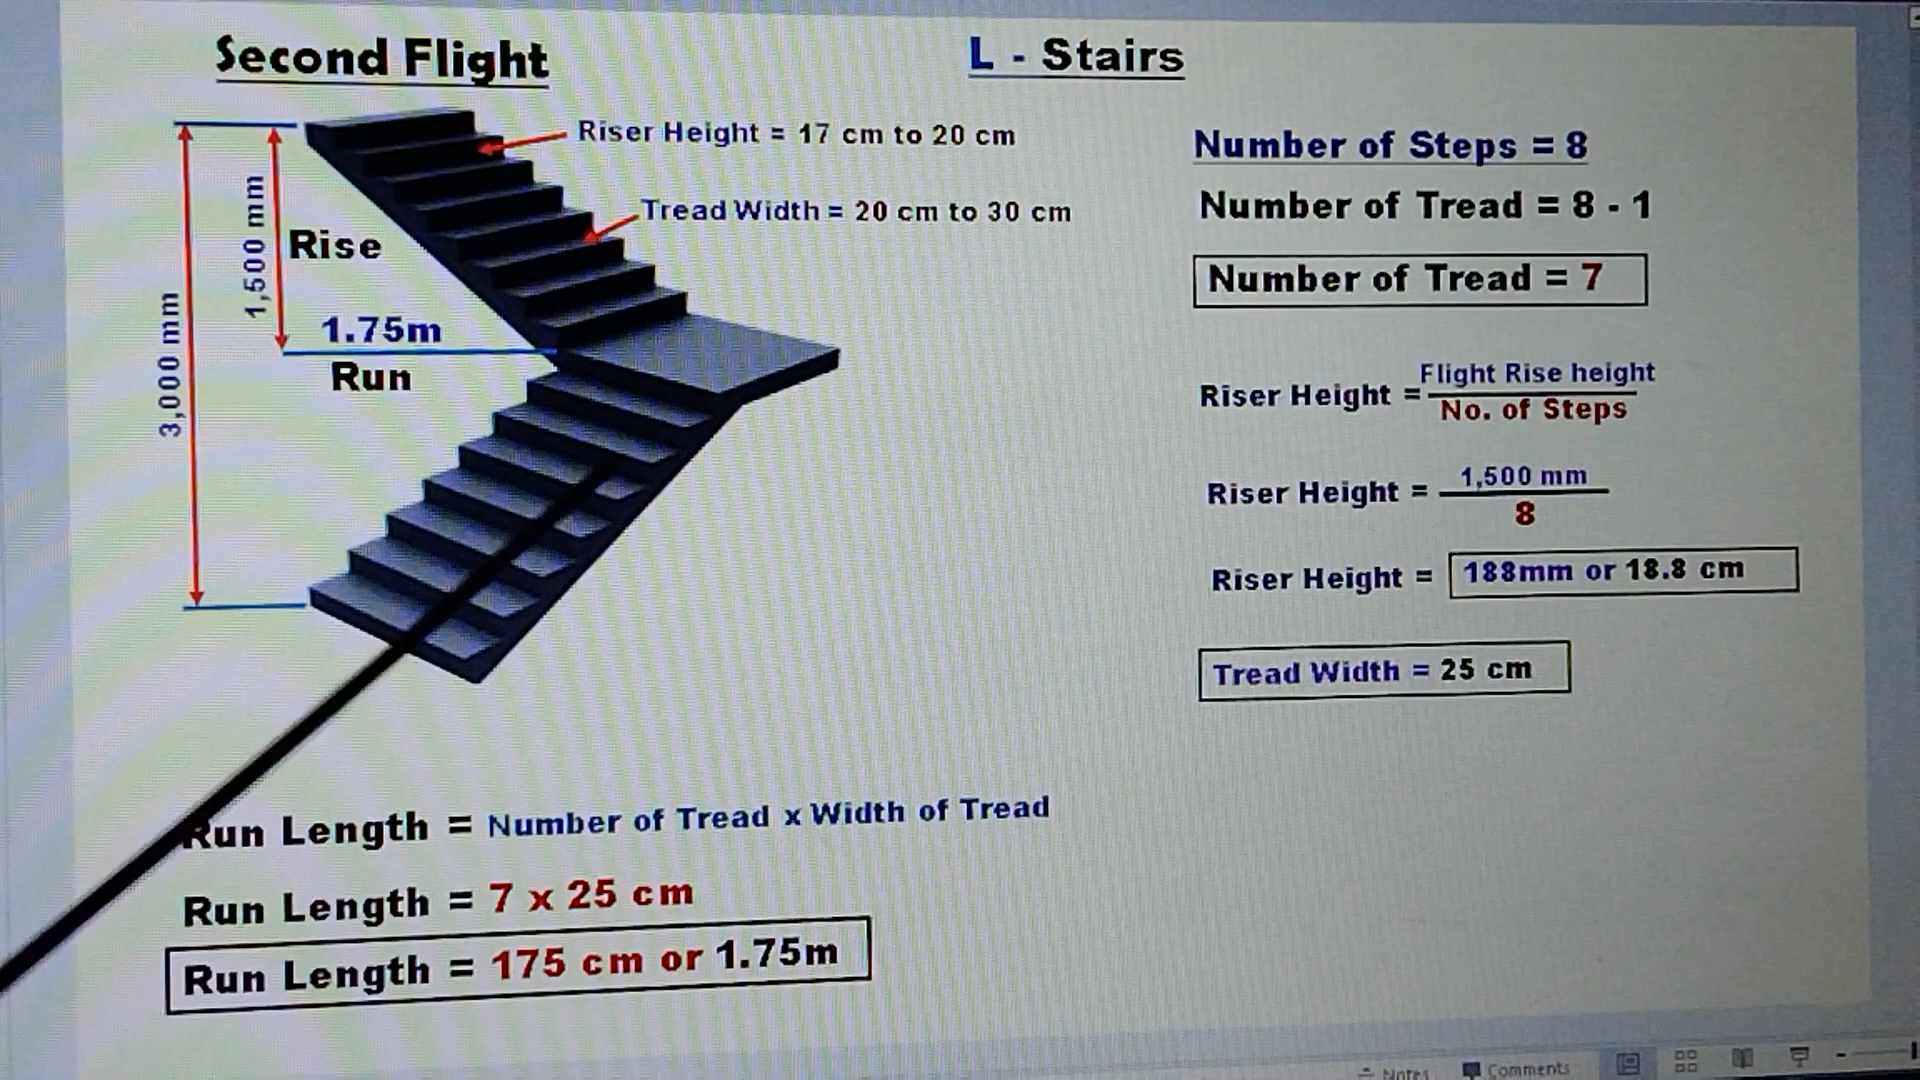 Second Flight
L - Stairs
Riser Height = 17 cm to 20 cm
Tread Width = 20 cm to 30 cm
1,500 mm
Rise
3,000 mm
1.75m
Run
Number of Steps = 8
Number of Tread = 8 - 1
Number of Tread = 7
Riser Height = Flight Rise height
No. of Steps
Riser Height = 1,500 mm
8
Riser Height = 188mm or 18.8 cm
Tread Width = 25 cm
Run Length = Number of Tread x Width of Tread
Run Length = 7 x 25 cm
Run Length = 175 cm or 1.75m
Notes
Comments